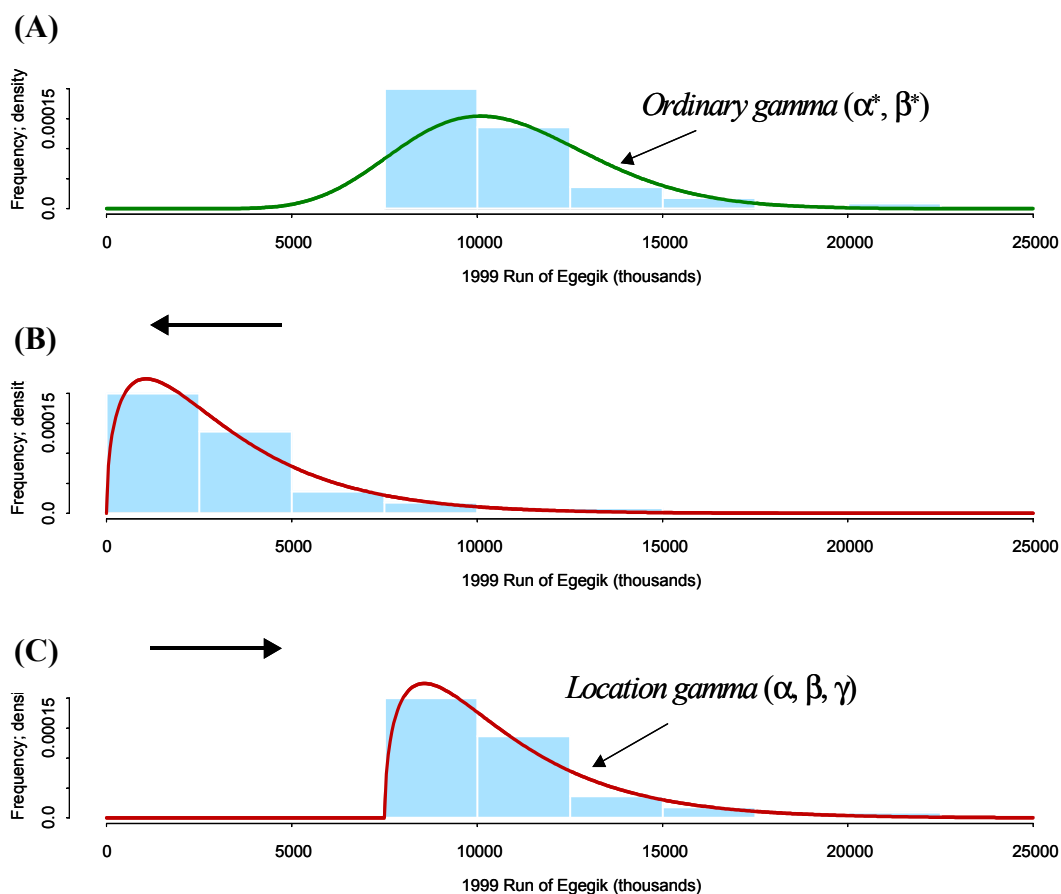 (A)
Frequency; density
0.00015
0.0
Ordinary gamma (α*, β*)
0 5000 10000 15000 20000 25000
1999 Run of Egegik (thousands)
(B)
Frequency; densit
0.00015
0.0
0 5000 10000 15000 20000 25000
1999 Run of Egegik (thousands)
(C)
Frequency; densi
0.00015
0.0
Location gamma (α, β, γ)
0 5000 10000 15000 20000 25000
1999 Run of Egegik (thousands)